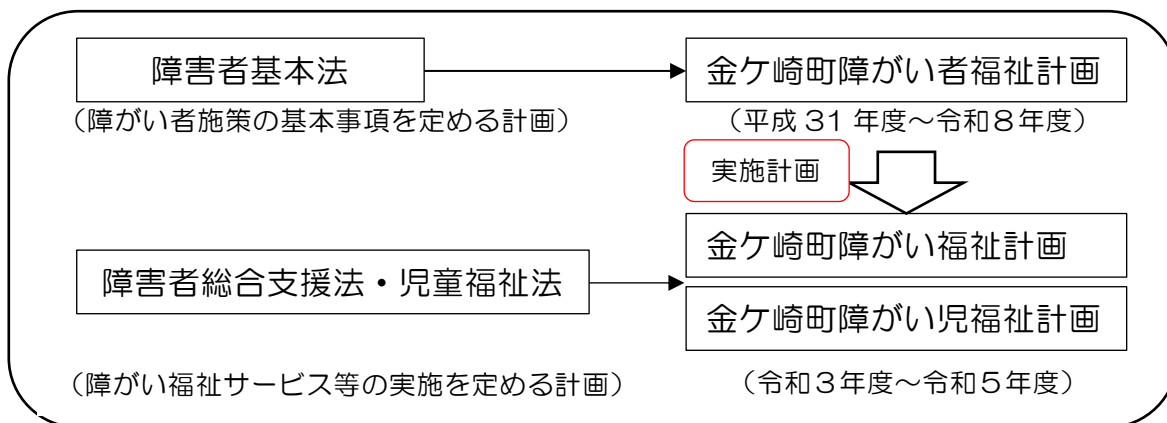 障害者基本法
金ケ崎町障がい者福祉計画
（障がい者施策の基本事項を定める計画）
（平成 31 年度～令和８年度）
実施計画
金ケ崎町障がい福祉計画
障害者総合支援法・児童福祉法
金ケ崎町障がい児福祉計画
（障がい福祉サービス等の実施を定める計画）
（令和３年度～令和５年度）